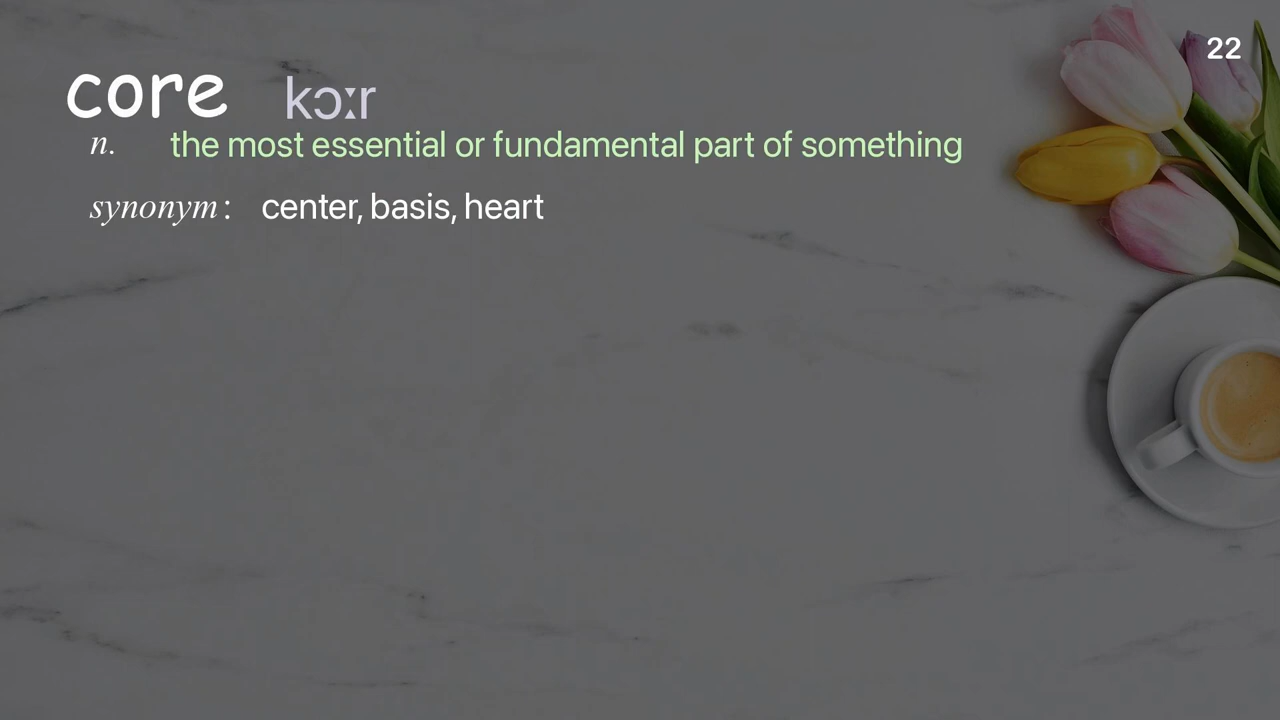 22
core kɔːr
n. the most essential or fundamental part of something
synonym: center, basis, heart